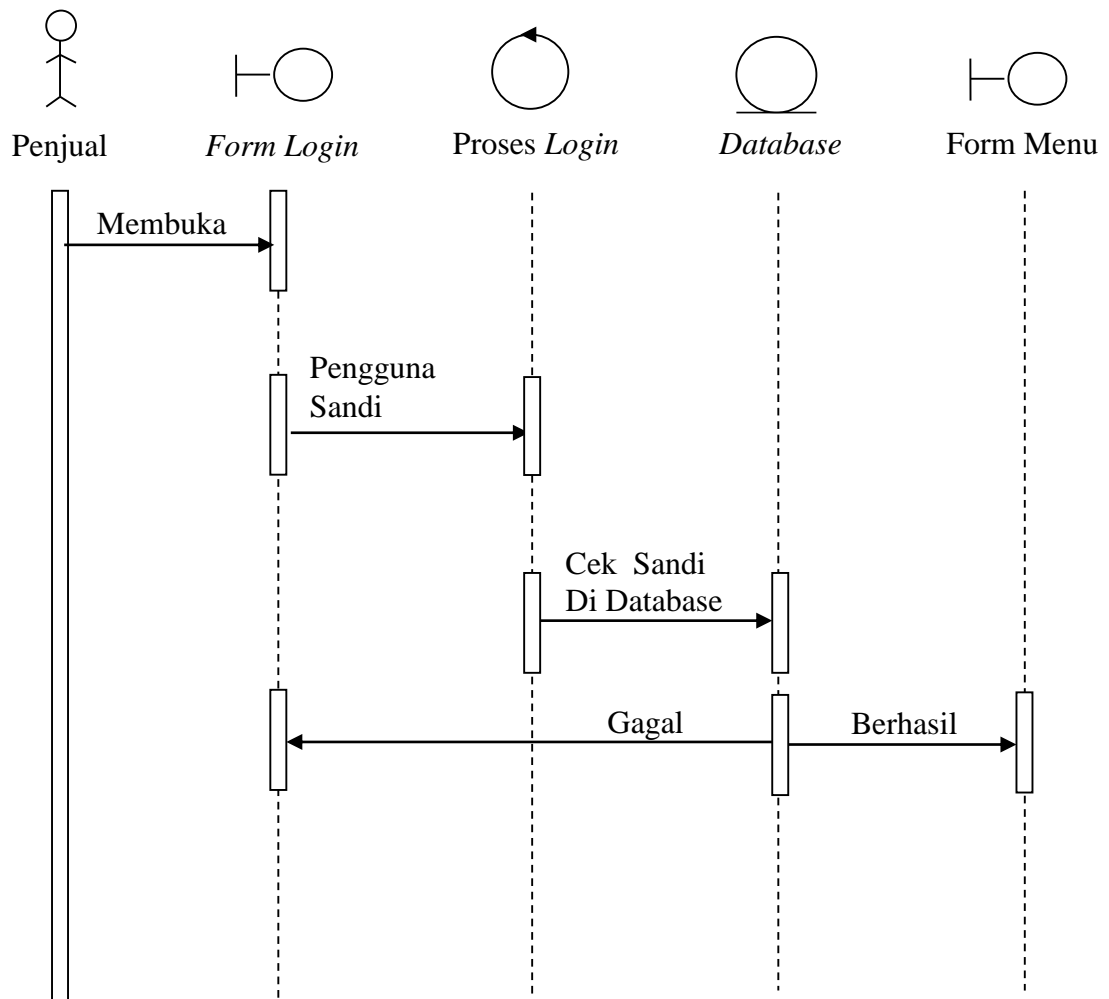 Penjual
Form Login
Proses Login
Database
Form Menu
Membuka
Pengguna
Sandi
Cek  Sandi
Di Database
Gagal
Berhasil